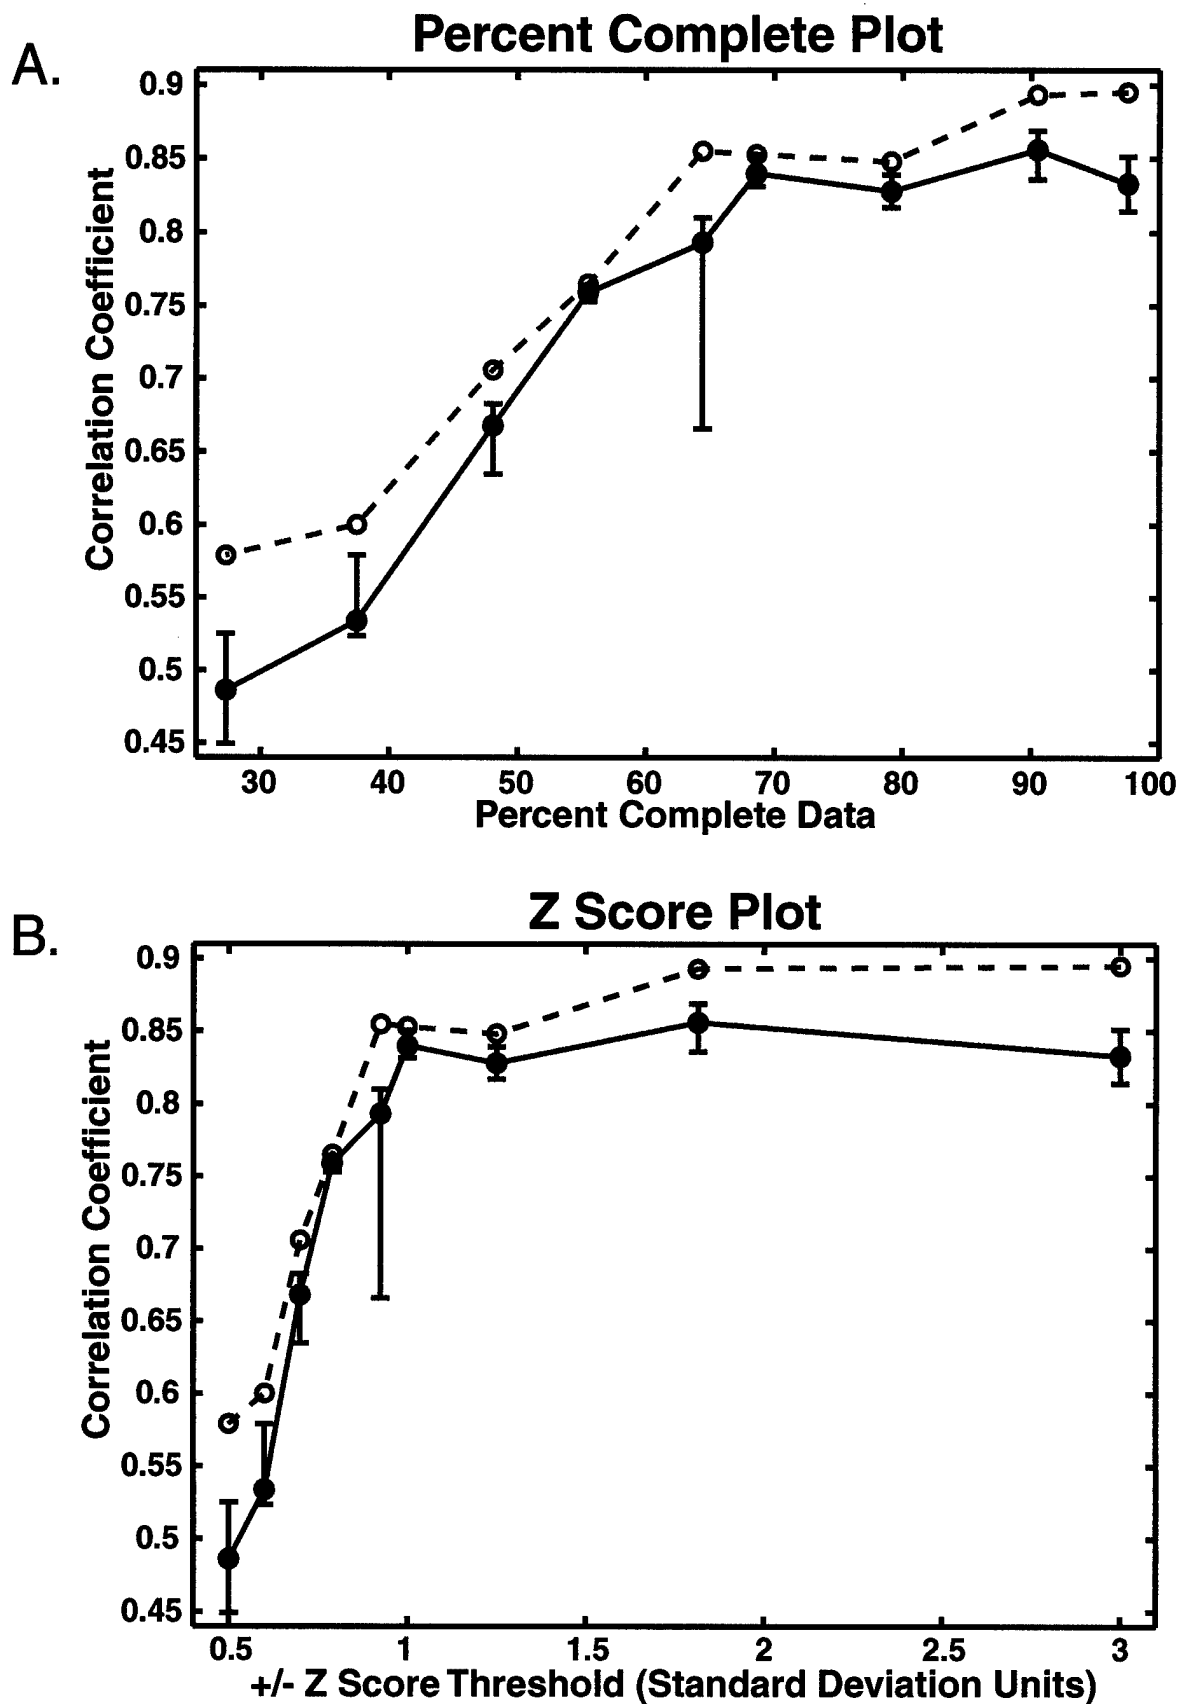 A.
Percent Complete Plot
0.9
0.85
0.8
0.75
0.7
0.65
0.6
0.55
0.5
0.45
Correlation Coefficient
30 40 50 60 70 80 90 100
Percent Complete Data
B.
Z Score Plot
0.9
0.85
0.8
0.75
0.7
0.65
0.6
0.55
0.5
0.45
Correlation Coefficient
0.5 1 1.5 2 2.5 3
+/- Z Score Threshold (Standard Deviation Units)